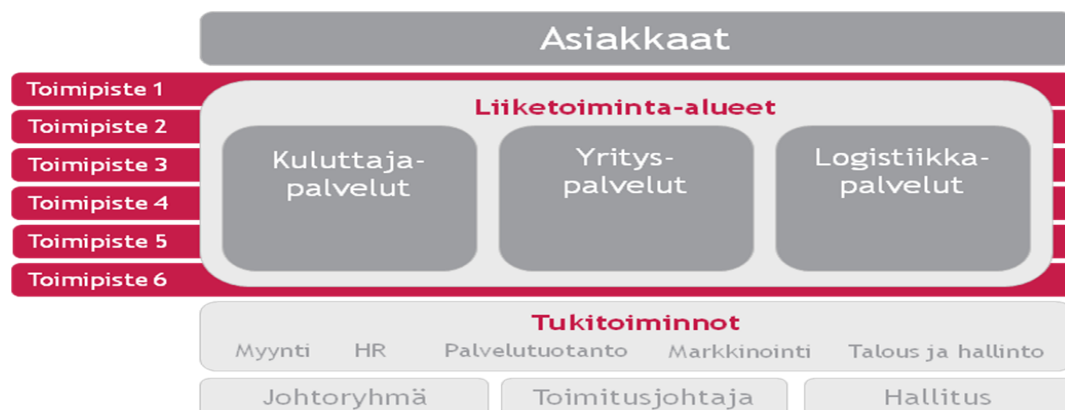 Asiakkaat
Toimipiste 1
Toimipiste 2
Toimipiste 3
Toimipiste 4
Toimipiste 5
Toimipiste 6
Liiketoiminta-alueet
Kuluttaja-
palvelut
Yritys-
palvelut
Logistiikka-
palvelut
Tukitoiminnot
Myynti HR Palvelutuotanto Markkinointi Talous ja hallinto
Johtoryhmä Toimitusjohtaja Hallitus